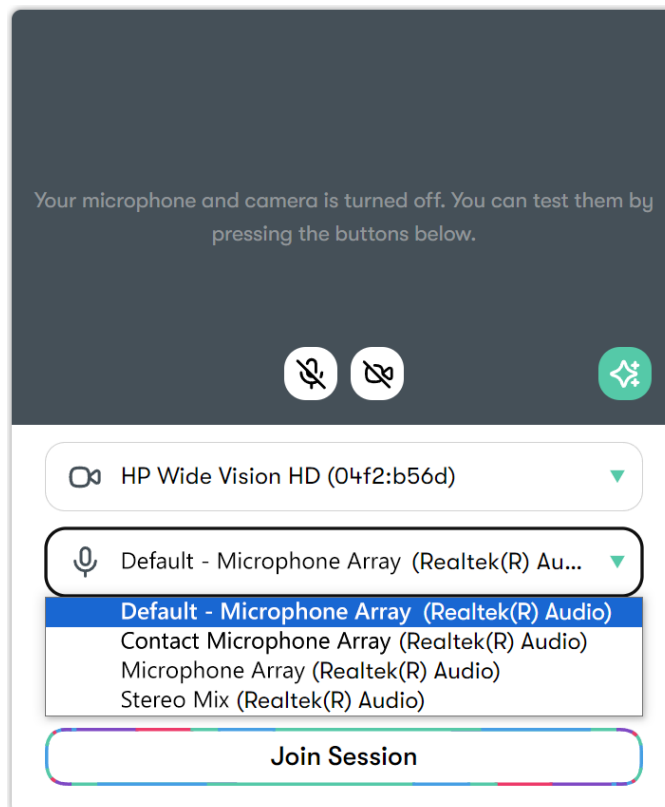 Your microphone and camera is turned off. You can test them by
pressing the buttons below.
HP Wide Vision HD (04f2:b56d)
Default - Microphone Array (Realtek(R) Au...
Default - Microphone Array (Realtek(R) Audio)
Contact Microphone Array (Realtek(R) Audio)
Microphone Array (Realtek(R) Audio)
Stereo Mix (Realtek(R) Audio)
Join Session